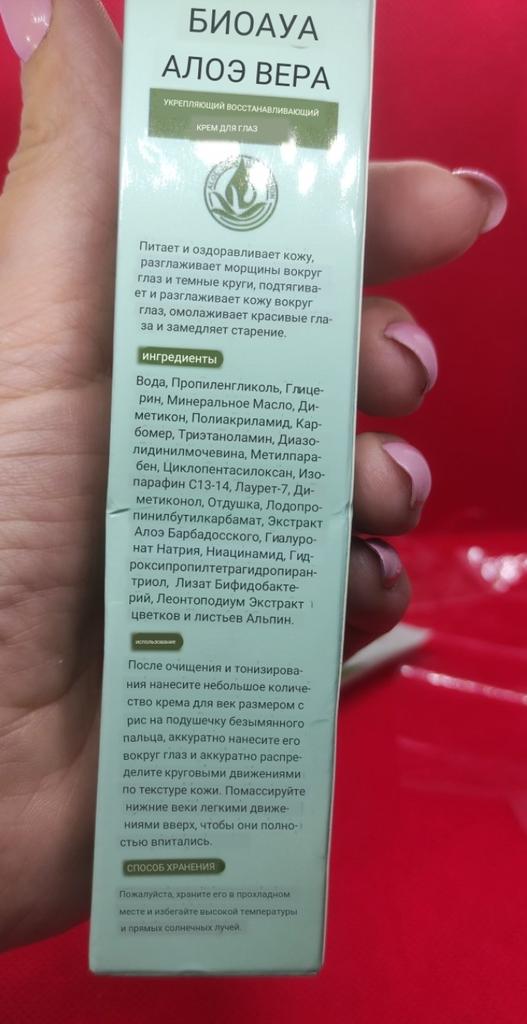 БИОАУА
АЛОЭ ВЕРА
УКРЕПЛЯЮЩИЙ ВОССТАНАВЛИВАЮЩИЙ
КРЕМ ДЛЯ ГЛАЗ
Питает и оздоравливает кожу,
разглаживает морщины вокруг
глаз и темные круги, подтягива-
ет и разглаживает кожу вокруг
глаз, омолаживает красивые гла-
за и замедляет старение.
ингредиенты
Вода, Пропиленгликоль, Глице-
рин, Минеральное Масло, Ди-
метикон, Полиакриламид, Кар-
бомер, Триэтаноламин, Диазо-
лидинилмочевина, Метилпара-
бен, Циклопентасилоксан, Изо-
парафин С13-14, Лаурет-7, Ди-
метиконол, Отдушка, Лодопро-
пинилбутилкарбамат, Экстракт
Алоэ Барбадосского, Гиалуро-
нат Натрия, Ниацинамид, Гид-
роксипропилтетрагидропиран-
триол, Лизат Бифидобакте-
рий, Леонтоподиум Экстракт
цветков и листьев Альпин.
использование
После очищения и тонизирова-
ния нанесите небольшое количе-
ство крема для век размером с
рис на подушечку безымянного
пальца, аккуратно нанесите его
вокруг глаз и аккуратно распре-
делите круговыми движениями
по текстуре кожи. Помассируйте
нижние веки легкими движе-
ниями вверх, чтобы они полно-
стью впитались.
СПОСОБ ХРАНЕНИЯ
Пожалуйста, храните его в прохладном
месте и избегайте высокой температуры
и прямых солнечных лучей.